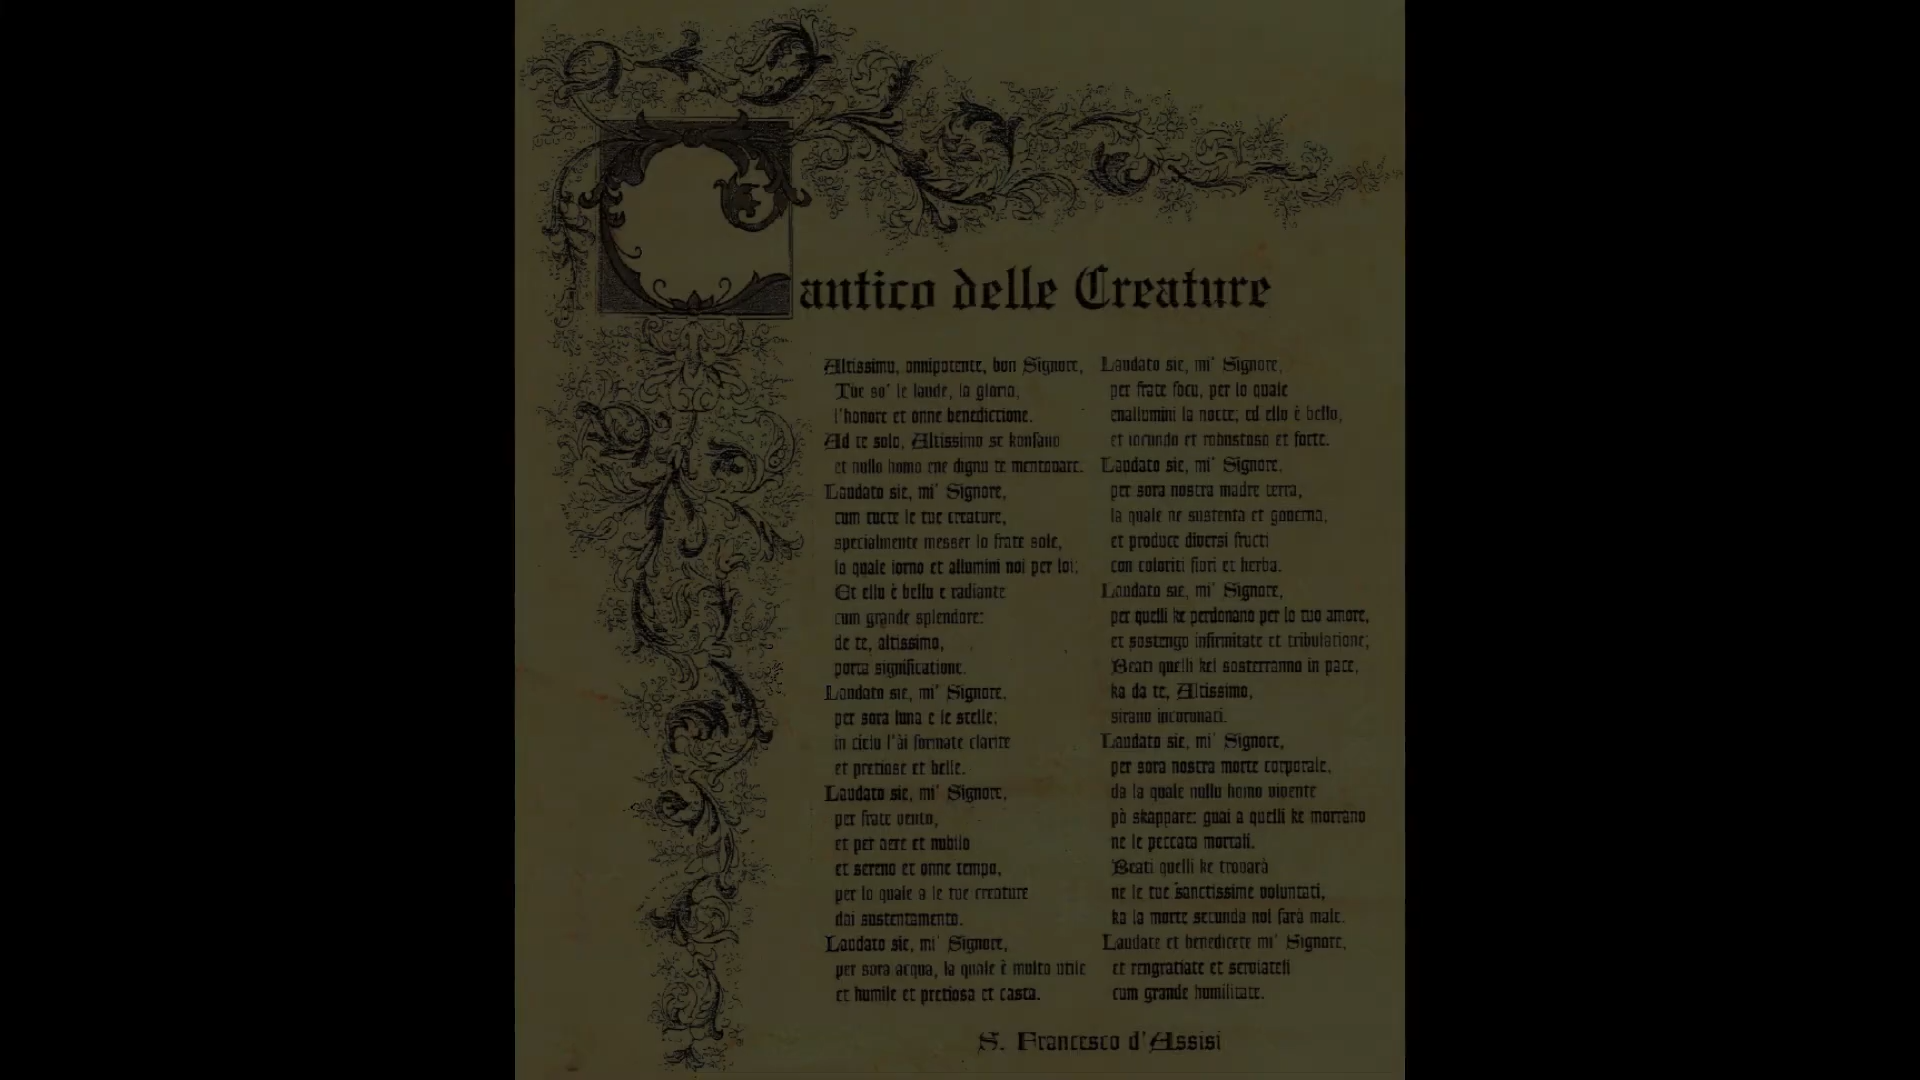 Cantico delle Creature
Altissimu, onnipotente, bon Signore,
Tue so' le laude, la gloria,
l'honore et onne benedictione.
Ad te solo, Altissimo se konfano
et nullo homo ene dignu te mentovare.
Laudato sie, mi' Signore,
cum tucte le tue creature,
specialmente messer lo frate sole,
lo quale iorno et allumini noi per loi;
Et ellu è bellu e radiante
cum grande splendore:
de te, altissimo,
porta significatione.
Laudato sie, mi' Signore,
per sora luna e le stelle;
in cielu l'ài formate clarite
et pretiose et belle.
Laudato sie, mi' Signore,
per frate vento,
et per aere et nubilo
et sereno et onne tempo,
per lo quale a le tue creature
dai sustentamento.
Laudato sie, mi' Signore,
per sora acqua, la quale è multo utile
et humile et pretiosa et casta.
Laudato sie, mi' Signore,
per frate focu, per lo quale
enallumini la nocte; ed ello è bello,
et iocundo et robustoso et forte.
Laudato sie, mi' Signore,
per sora nostra madre terra,
la quale ne sustenta et governa,
et produce diversi fructi
con coloriti fiori et herba.
Laudato sie, mi' Signore,
per quelli ke perdonano per lo tuo amore,
et sostengo infirmitate et tribulatione;
Beati quelli kel sosterranno in pace,
ka da te, Altissimo,
sirano incoronati.
Laudato sie, mi' Signore,
per sora nostra morte corporale,
da la quale nullu homo vivente
pò skappare: guai a quelli ke morrano
ne le peccata mortali.
Beati quelli ke trovarà
ne le tue sanctissime voluntati,
ka la morte secunda nol farà male.
Laudate et benedicete mi' Signore,
et rengratiate et serviateli
cum grande humilitate.
S. Francesco d'Assisi